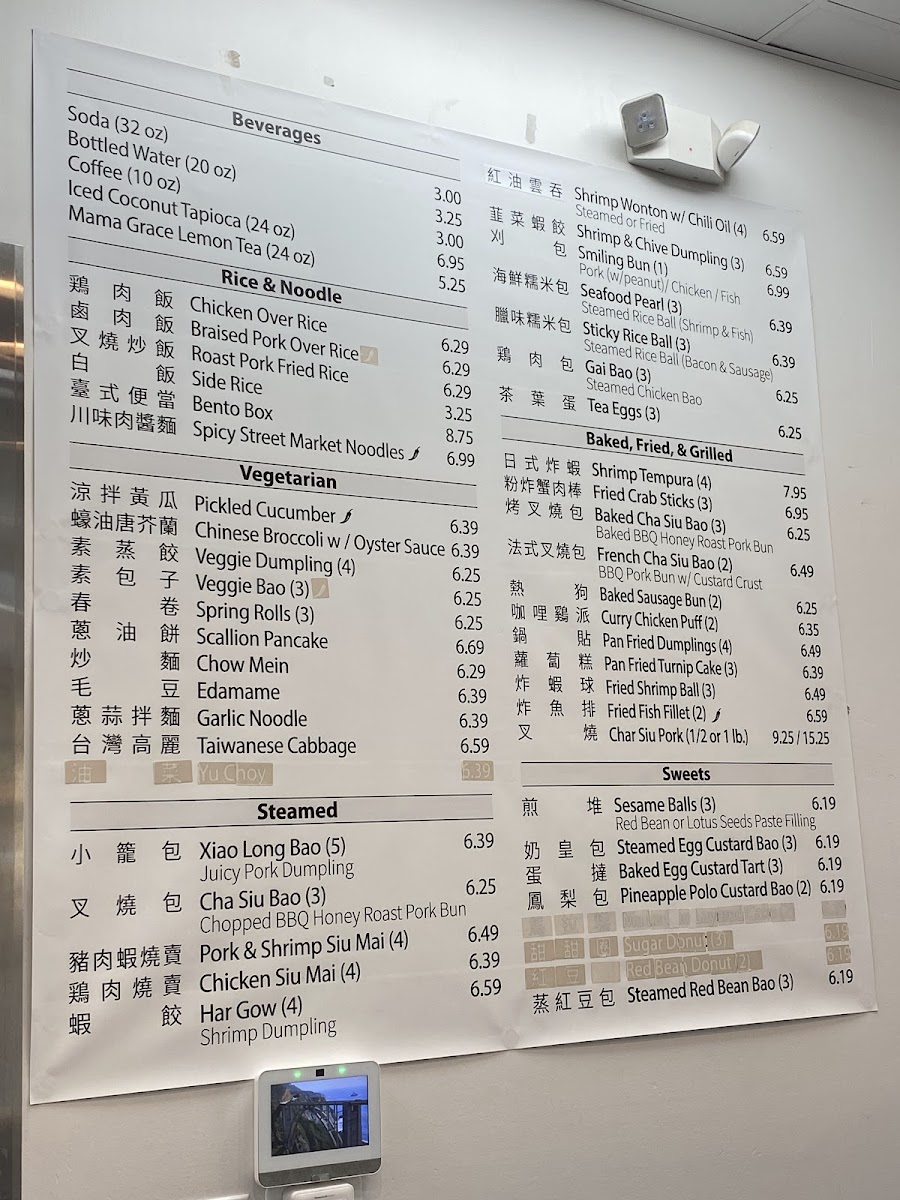 Beverages
Soda (32 oz) 3.00
Bottled Water (20 oz) 3.25
Coffee (10 oz) 3.00
Iced Coconut Tapioca (24 oz) 6.95
Mama Grace Lemon Tea (24 oz) 5.25
Rice & Noodle
鶏肉飯 Chicken Over Rice 6.29
鹵肉飯 Braised Pork Over Rice 6.29
叉燒炒飯 Roast Pork Fried Rice 6.29
白飯 Side Rice 3.25
臺式便當 Bento Box 8.75
川味肉醬麵 Spicy Street Market Noodles 6.99
Vegetarian
涼拌黃瓜 Pickled Cucumber 6.39
蠔油唐芥蘭 Chinese Broccoli w / Oyster Sauce 6.39
素蒸餃 Veggie Dumpling (4) 6.25
素包子 Veggie Bao (3) 6.25
春卷 Spring Rolls (3) 6.25
蔥油餅 Scallion Pancake 6.69
炒麵 Chow Mein 6.29
毛豆 Edamame 6.39
蔥蒜拌麵 Garlic Noodle 6.39
台灣高麗 Taiwanese Cabbage 6.59
油菜 Yu Choy 6.39
Steamed
小籠包 Xiao Long Bao (5) 6.39
Juicy Pork Dumpling
叉燒包 Cha Siu Bao (3) 6.25
Chopped BBQ Honey Roast Pork Bun
豬肉蝦燒賣 Pork & Shrimp Siu Mai (4) 6.49
鶏肉燒賣 Chicken Siu Mai (4) 6.39
蝦餃 Har Gow (4) 6.59
Shrimp Dumpling
紅油雲吞 Shrimp Wonton w/ Chili Oil (4) 6.59
Steamed or Fried
韮菜蝦餃 Shrimp & Chive Dumpling (3) 6.59
刈包 Smiling Bun (1) 6.99
Pork (w/peanut)/ Chicken / Fish
海鮮糯米包 Seafood Pearl (3) 6.39
Steamed Rice Ball (Shrimp & Fish)
臘味糯米包 Sticky Rice Ball (3) 6.39
Steamed Rice Ball (Bacon & Sausage)
鶏肉包 Gai Bao (3) 6.25
Steamed Chicken Bao
茶葉蛋 Tea Eggs (3) 6.25
Baked, Fried, & Grilled
日式炸蝦 Shrimp Tempura (4) 7.95
粉炸蟹肉棒 Fried Crab Sticks (3) 6.95
烤叉燒包 Baked Cha Siu Bao (3) 6.25
Baked BBQ Honey Roast Pork Bun
法式叉燒包 French Cha Siu Bao (2) 6.49
BBQ Pork Bun w/ Custard Crust
熱狗 Baked Sausage Bun (2) 6.25
咖哩鷄派 Curry Chicken Puff (2) 6.35
鍋貼 Pan Fried Dumplings (4) 6.49
蘿蔔糕 Pan Fried Turnip Cake (3) 6.39
炸蝦球 Fried Shrimp Ball (3) 6.49
炸魚排 Fried Fish Fillet (2) 6.59
叉燒 Char Siu Pork (1/2 or 1 lb.) 9.25 / 15.25
Sweets
煎堆 Sesame Balls (3) 6.19
Red Bean or Lotus Seeds Paste Filling
奶皇包 Steamed Egg Custard Bao (3) 6.19
蛋撻 Baked Egg Custard Tart (3) 6.19
鳳梨包 Pineapple Polo Custard Bao (2) 6.19
甜甜圈 Sugar Donut (3) 6.19
紅豆 Red Bean Donut (2) 6.19
蒸紅豆包 Steamed Red Bean Bao (3) 6.19